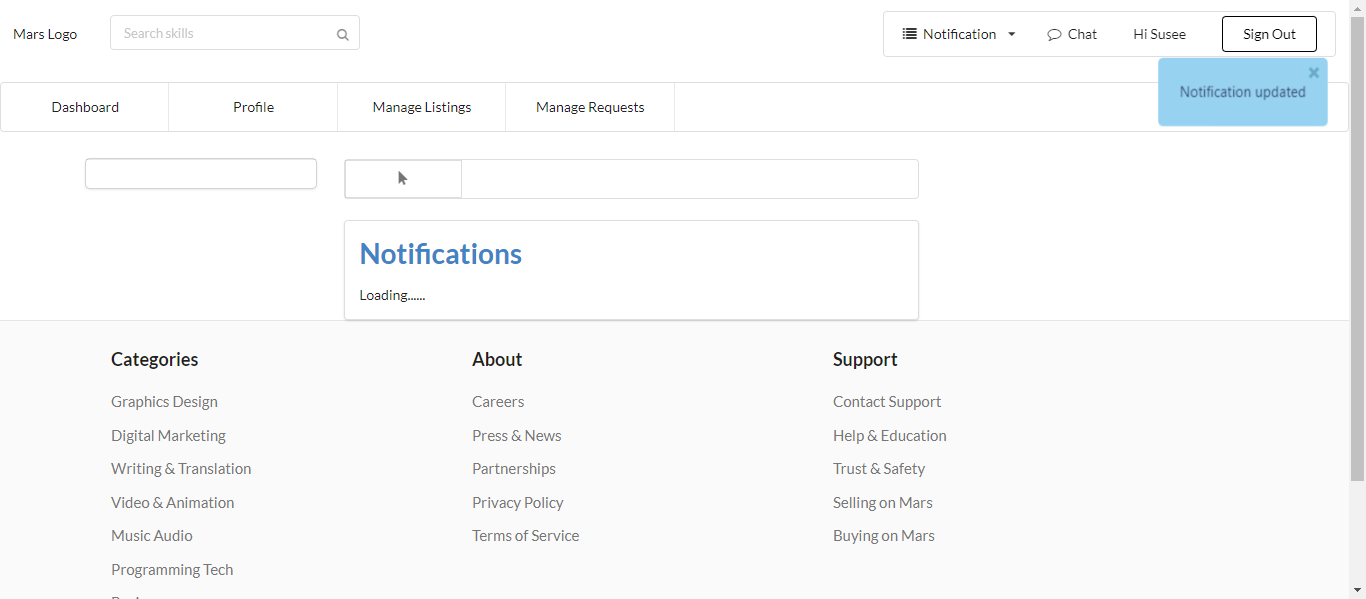 Mars Logo
Search skills
Notification
Chat
Hi Susee
Sign Out
Notification updated
Dashboard
Profile
Manage Listings
Manage Requests
Notifications
Loading......
Categories
Graphics Design
Digital Marketing
Writing & Translation
Video & Animation
Music Audio
Programming Tech
About
Careers
Press & News
Partnerships
Privacy Policy
Terms of Service
Support
Contact Support
Help & Education
Trust & Safety
Selling on Mars
Buying on Mars